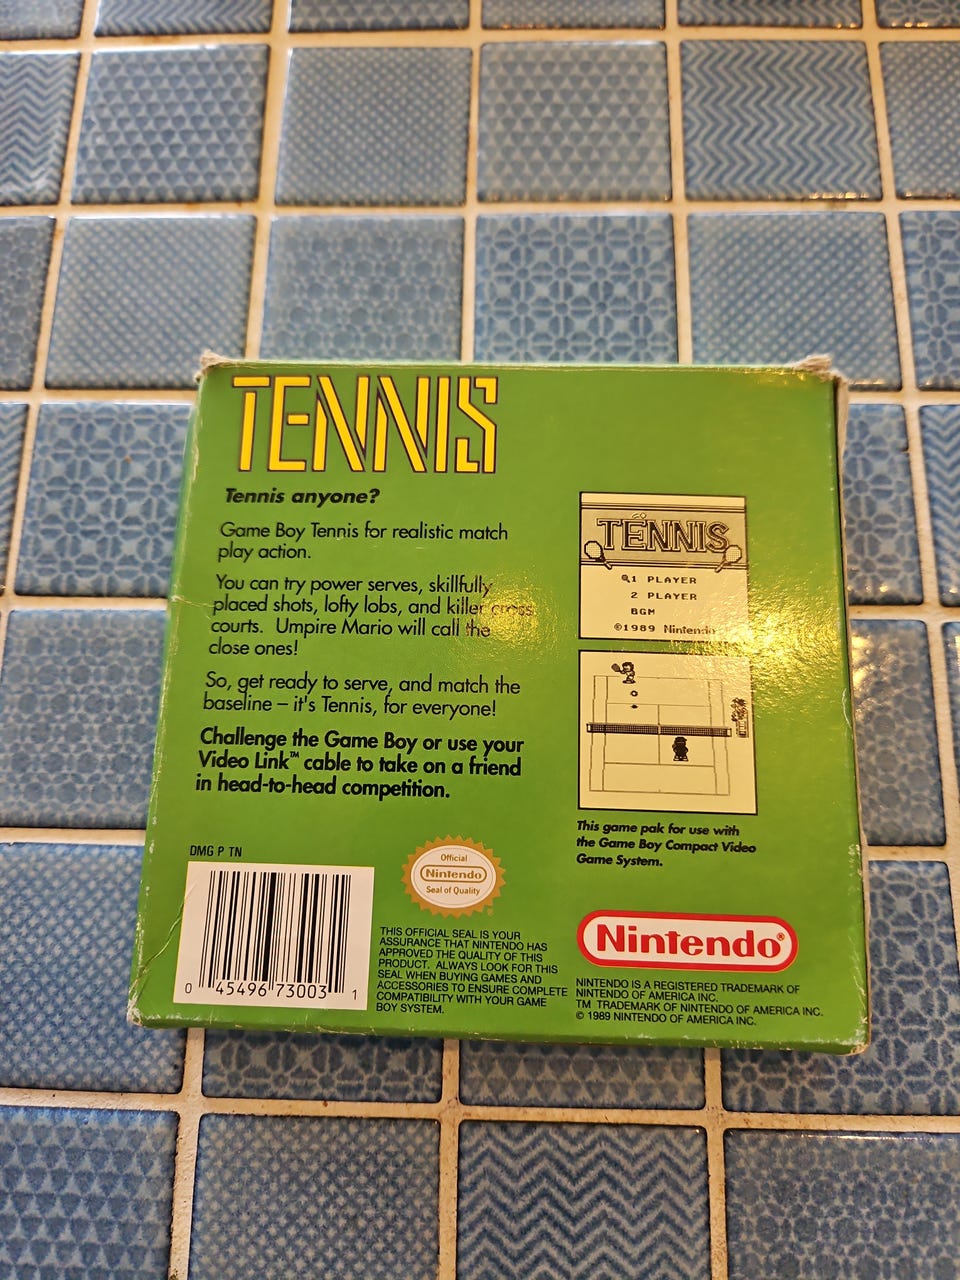 TENNIS
Tennis anyone?
Game Boy Tennis for realistic match
play action.
You can try power serves, skillfully
placed shots, lofty lobs, and killer cross
courts. Umpire Mario will call the
close ones!
So, get ready to serve, and match the
baseline – it's Tennis, for everyone!
Challenge the Game Boy or use your
Video Link™ cable to take on a friend
in head-to-head competition.
TENNIS
1 PLAYER
2 PLAYER
BGM
©1989 Nintendo
This game pak for use with
the Game Boy Compact Video
Game System.
DMG P TN
0 45496 73003 1
Official
Nintendo
Seal of Quality
THIS OFFICIAL SEAL IS YOUR
ASSURANCE THAT NINTENDO HAS
APPROVED THE QUALITY OF THIS
PRODUCT. ALWAYS LOOK FOR THIS
SEAL WHEN BUYING GAMES AND
ACCESSORIES TO ENSURE COMPLETE
COMPATIBILITY WITH YOUR GAME
BOY SYSTEM.
Nintendo®
NINTENDO IS A REGISTERED TRADEMARK OF
NINTENDO OF AMERICA INC.
TM TRADEMARK OF NINTENDO OF AMERICA INC.
© 1989 NINTENDO OF AMERICA INC.